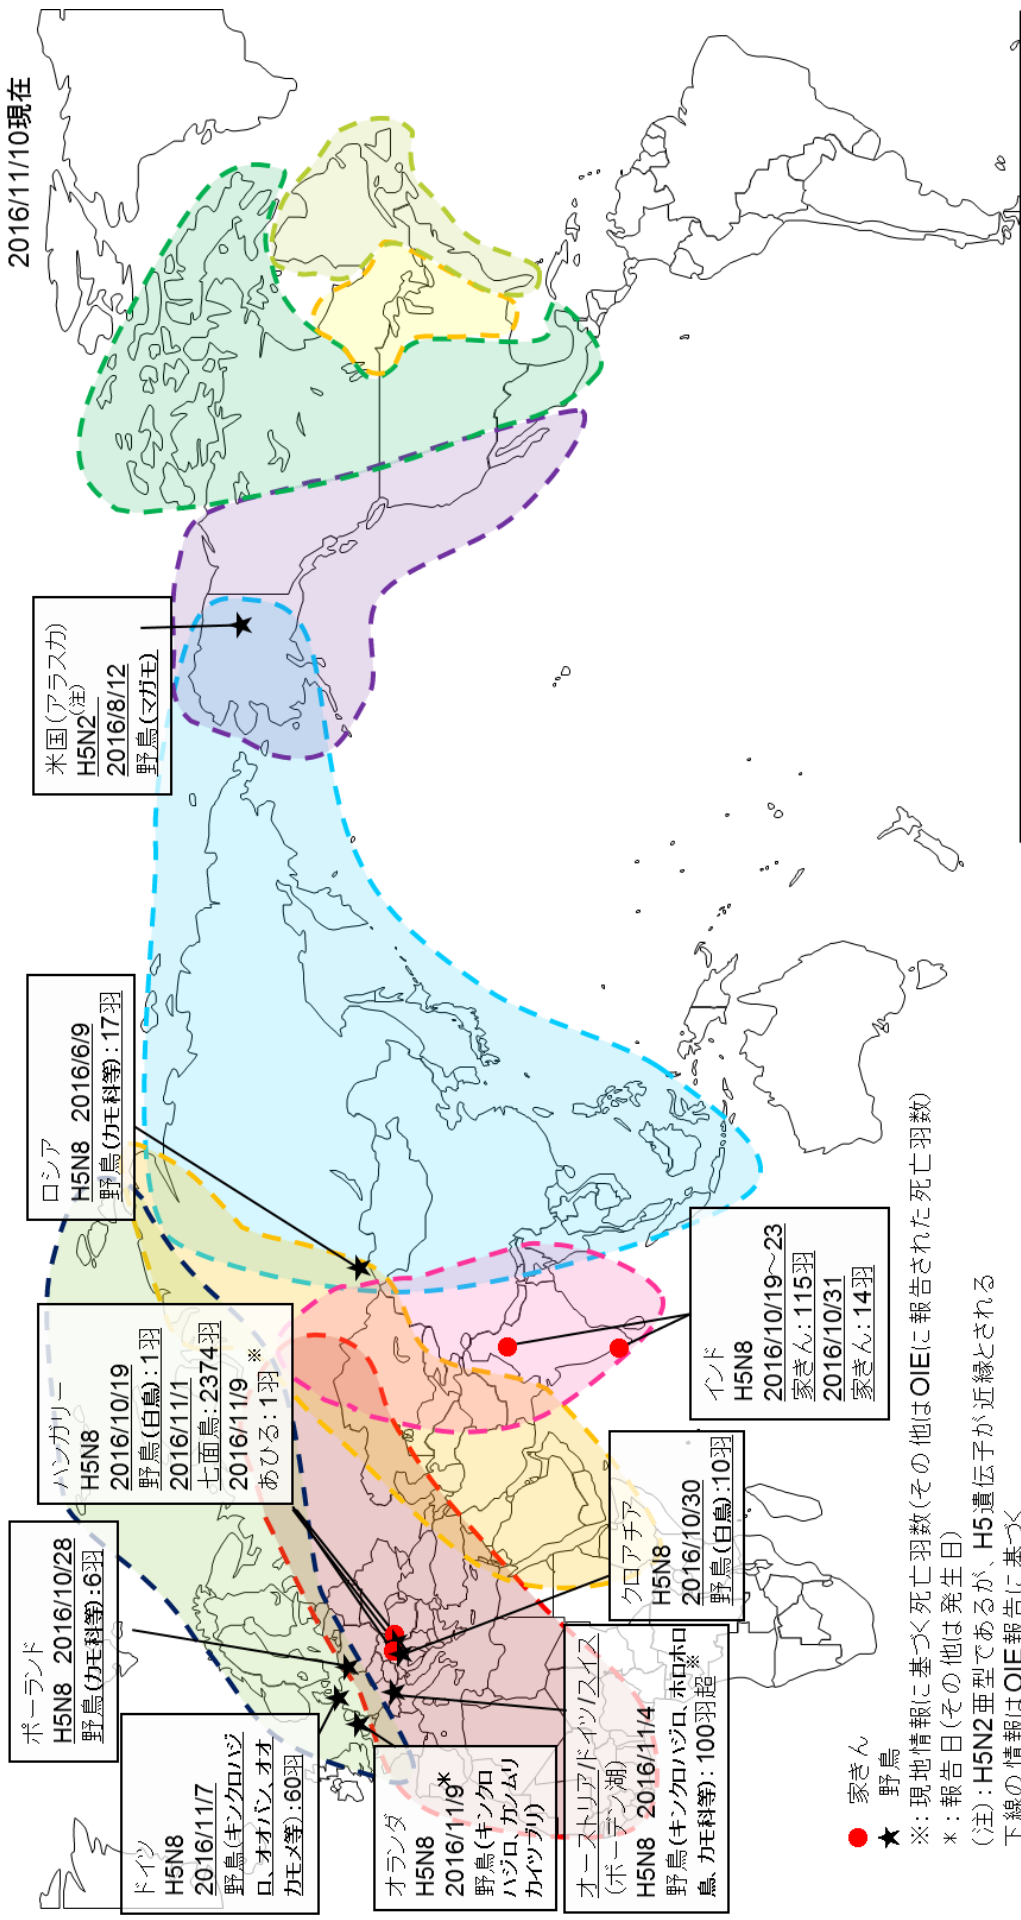 2016/11/10現在
米国(アラスカ)
H5N2(注)
2016/8/12
野鳥(マガモ)
ロシア
H5N8 2016/6/9
野鳥(カモ科等):17羽
ハンガリー
H5N8
2016/10/19
野鳥(白鳥):1羽
2016/11/1
七面鳥:2374羽
2016/11/9
あひる:1羽 ※
ポーランド
H5N8 2016/10/28
野鳥(カモ科等):6羽
ドイツ
H5N8
2016/11/7
野鳥(キンクロハジ
ロ、オオバン、オオ
カモメ等):60羽
オランダ
H5N8
2016/11/9*
野鳥(キンクロ
ハジロ、カンムリ
カイツブリ)
オーストリア/ドイツ/スイス
(ボーデン湖)
H5N8 2016/11/4
野鳥(キンクロハジロ、ホロホロ
鳥、カモ科等):100羽超※
クロアチア
H5N8
2016/10/30
野鳥(白鳥):10羽
インド
H5N8
2016/10/19~23
家きん:115羽
2016/10/31
家きん:14羽
● 家きん
★ 野鳥
※:現地情報に基づく死亡羽数(その他はOIEに報告された死亡羽数)
*:報告日(その他は発生日)
(注):H5N2亜型であるが、H5遺伝子が近縁とされる
下線の情報はOIE報告に基づく